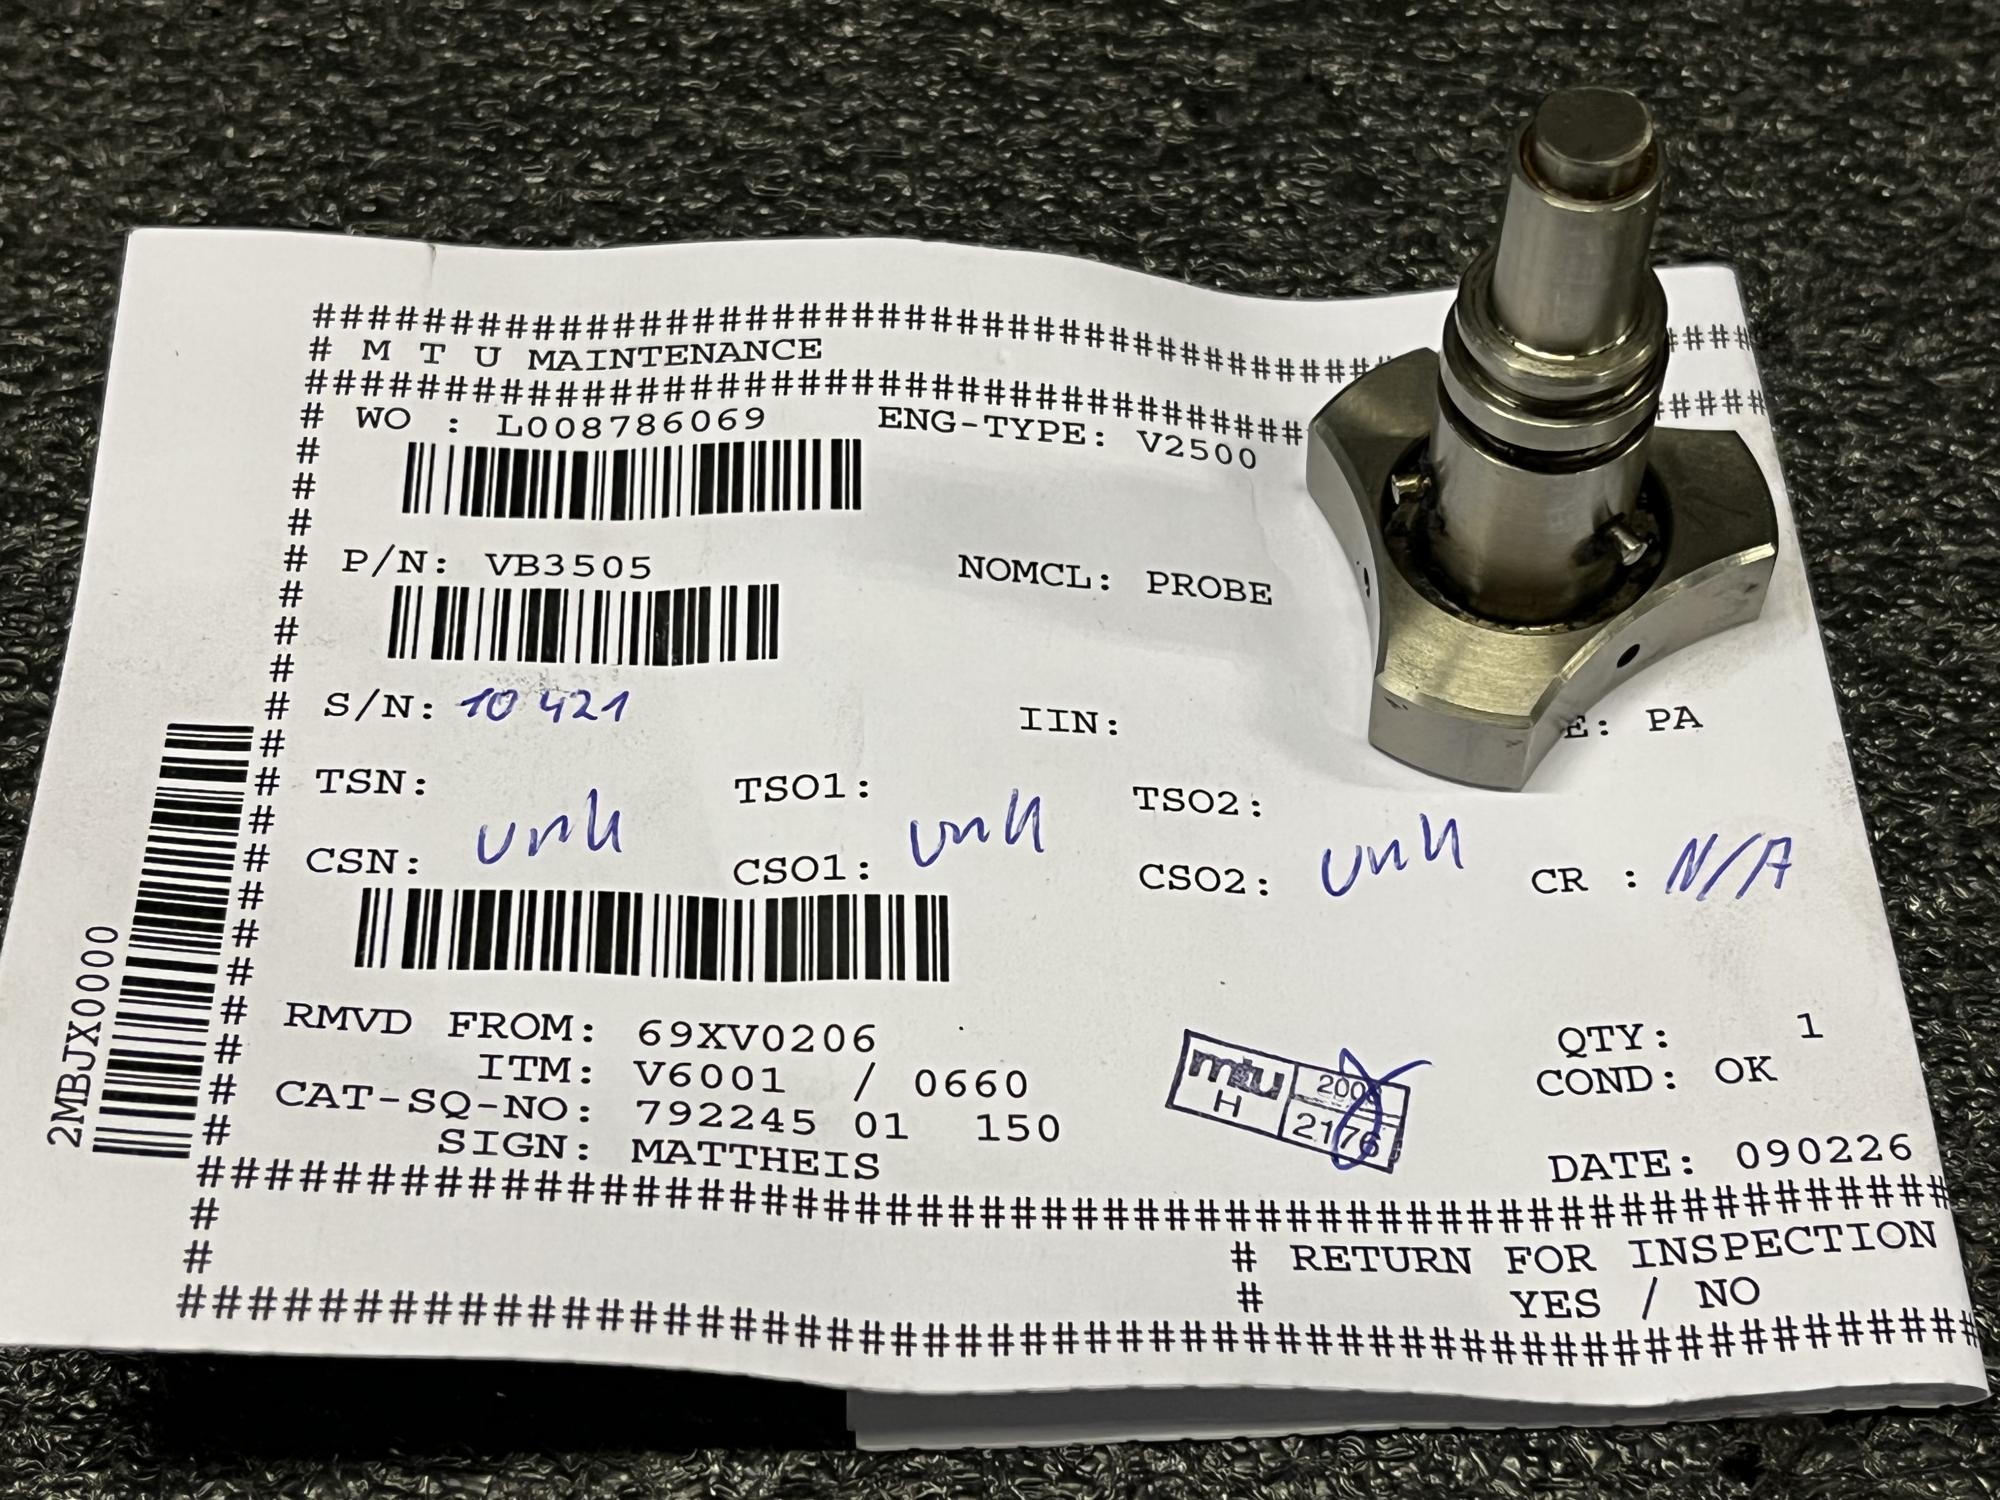 ################################################
# M T U MAINTENANCE
################################################
# WO : L008786069 ENG-TYPE: V2500
# P/N: VB3505 NOMCL: PROBE
# S/N: 10421 IIN: E: PA
# TSN: TSO1: TSO2:
unk unk unk
# CSN: CSO1: CSO2: CR : N/A
# RMVD FROM: 69XV0206 QTY: 1
# ITM: V6001 / 0660 COND: OK
# CAT-SQ-NO: 792245 01 150
# SIGN: MATTHEIS DATE: 090226
mtu
H 2176
################################################
# # RETURN FOR INSPECTION
# # YES / NO
################################################
2MBJX0000